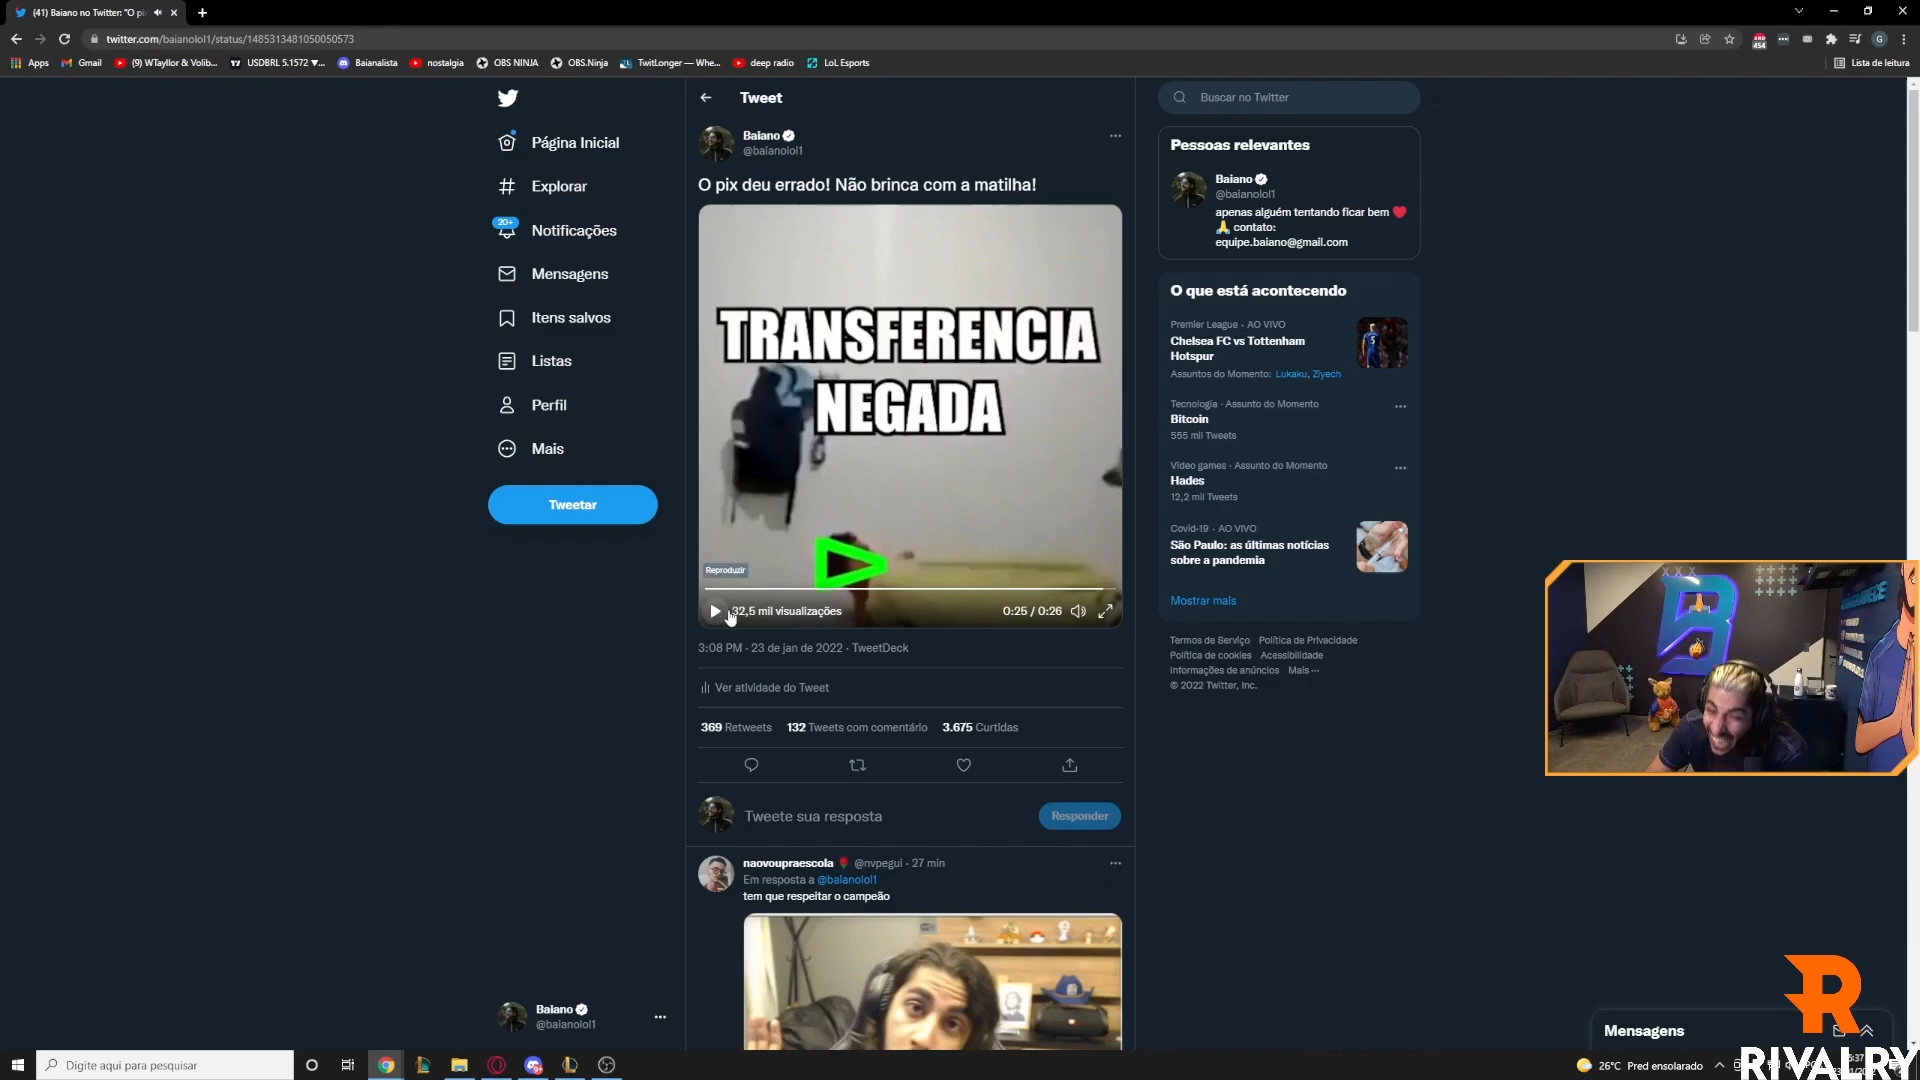 (41) Baiano no Twitter: "O pi
twitter.com/baianolol1/status/1485313481050050573
Apps
Gmail
(9) WTayllor & Volib...
USDBRL 5.1572 ▼...
Baianalista
nostalgia
OBS NINJA
OBS.Ninja
TwitLonger — Whe...
deep radio
LoL Esports
Lista de leitura
Página Inicial
Explorar
20+
Notificações
Mensagens
Itens salvos
Listas
Perfil
Mais
Tweetar
Baiano
@baianolol1
Tweet
Baiano
@baianolol1
O pix deu errado! Não brinca com a matilha!
TRANSFERENCIA
NEGADA
Reproduzir
32,5 mil visualizações
0:25 / 0:26
3:08 PM · 23 de jan de 2022 · TweetDeck
Ver atividade do Tweet
369 Retweets 132 Tweets com comentário 3.675 Curtidas
Tweete sua resposta
Responder
naovoupraescola @nvpegui · 27 min
Em resposta a @baianolol1
tem que respeitar o campeão
Buscar no Twitter
Pessoas relevantes
Baiano
@baianolol1
apenas alguém tentando ficar bem
contato:
equipe.baiano@gmail.com
O que está acontecendo
Premier League · AO VIVO
Chelsea FC vs Tottenham
Hotspur
Assuntos do Momento: Lukaku, Ziyech
Tecnologia · Assunto do Momento
Bitcoin
555 mil Tweets
Video games · Assunto do Momento
Hades
12,2 mil Tweets
Covid-19 · AO VIVO
São Paulo: as últimas notícias
sobre a pandemia
Mostrar mais
Termos de Serviço Política de Privacidade
Política de cookies Acessibilidade
Informações de anúncios Mais ···
© 2022 Twitter, Inc.
Mensagens
RIVALRY
Digite aqui para pesquisar
26°C Pred ensolarado